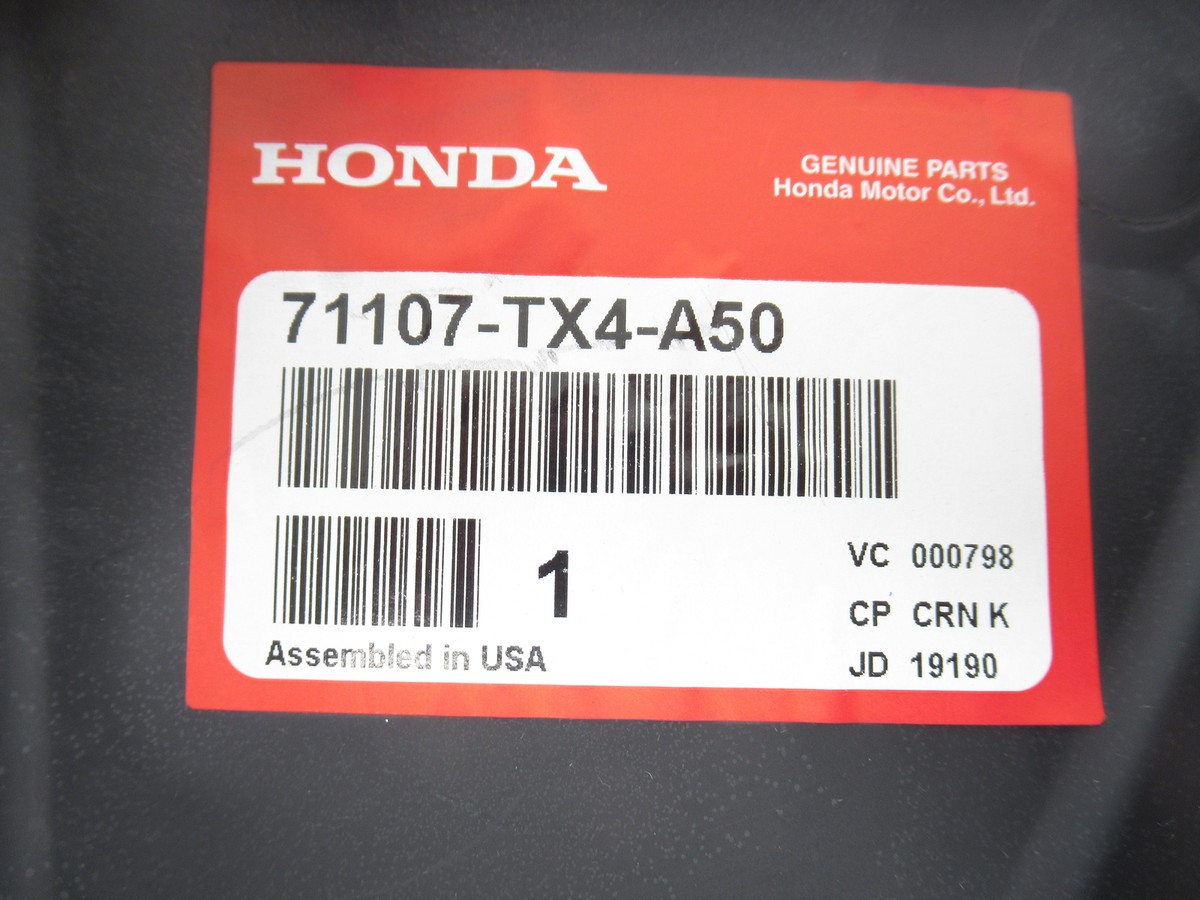 HONDA
GENUINE PARTS
Honda Motor Co., Ltd.
71107-TX4-A50
1
VC 000798
CP CRN K
JD 19190
Assembled in USA